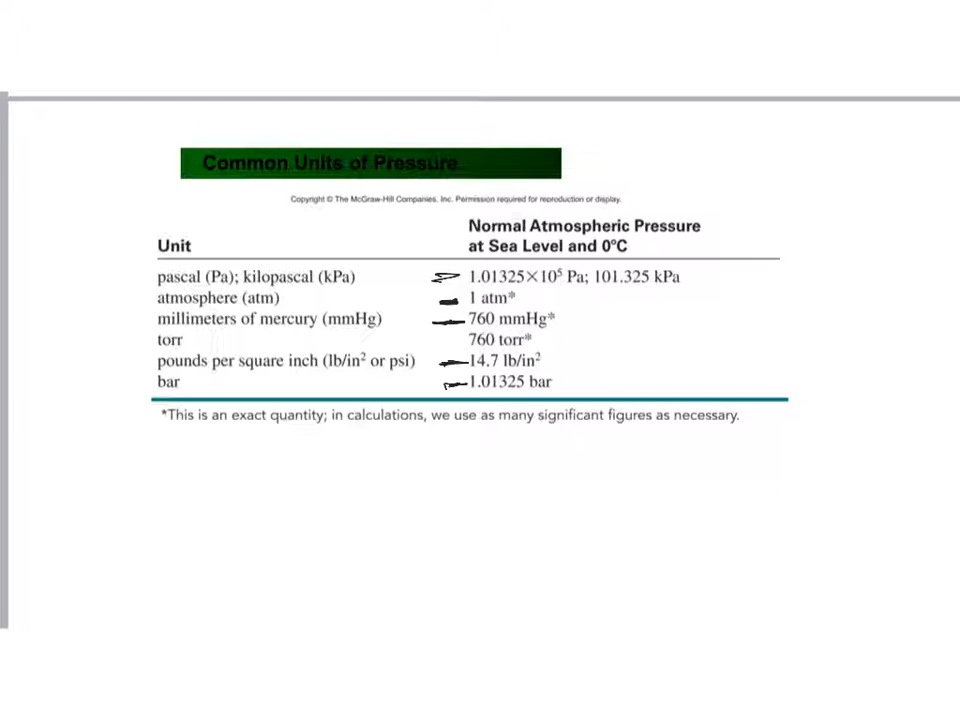 Common Units of Pressure
Copyright © The McGraw-Hill Companies, Inc. Permission required for reproduction or display.
Unit
Normal Atmospheric Pressure
at Sea Level and 0°C
pascal (Pa); kilopascal (kPa) 1.01325×10⁵ Pa; 101.325 kPa
atmosphere (atm) 1 atm*
millimeters of mercury (mmHg) 760 mmHg*
torr 760 torr*
pounds per square inch (lb/in² or psi) 14.7 lb/in²
bar 1.01325 bar
*This is an exact quantity; in calculations, we use as many significant figures as necessary.